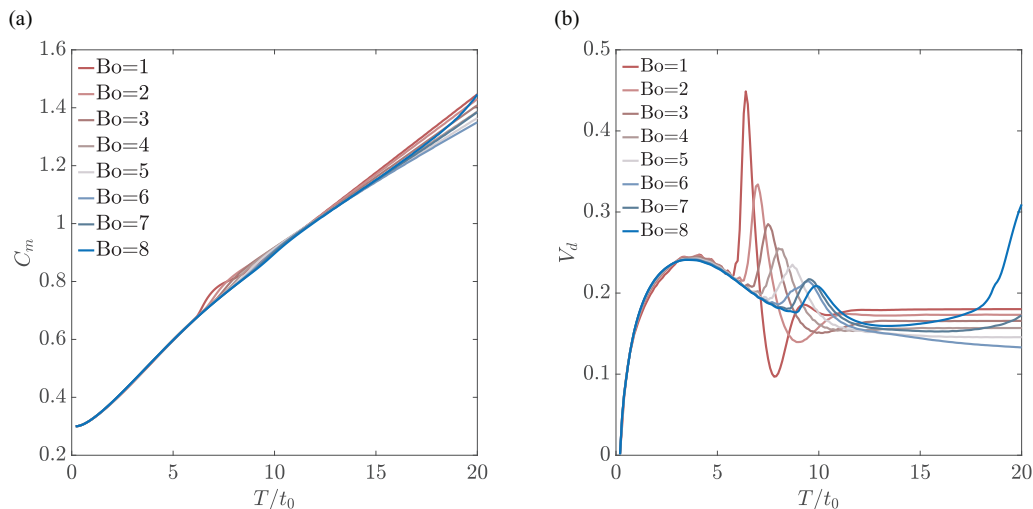 (a)
1.6
1.4
1.2
1
0.8
0.6
0.4
0.2
C_m
Bo=1
Bo=2
Bo=3
Bo=4
Bo=5
Bo=6
Bo=7
Bo=8
0 5 10 15 20
T/t_0
(b)
0.5
0.4
0.3
0.2
0.1
0
V_d
Bo=1
Bo=2
Bo=3
Bo=4
Bo=5
Bo=6
Bo=7
Bo=8
0 5 10 15 20
T/t_0